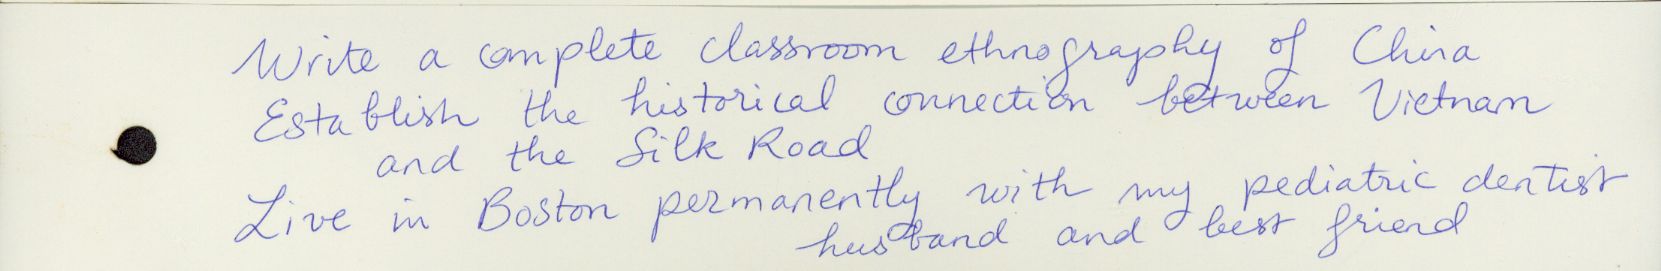 Write a complete classroom ethnography of China
Establish the historical connection between Vietnam
and the Silk Road
Live in Boston permanently with my pediatric dentist
husband and best friend